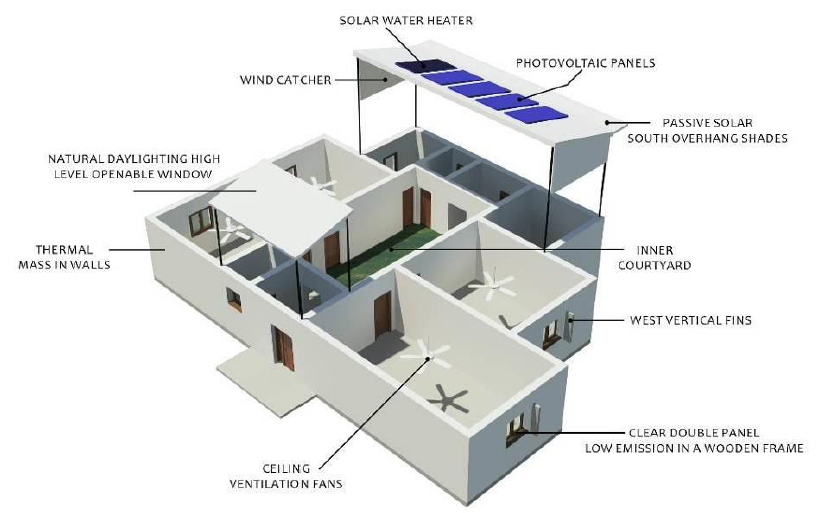 SOLAR WATER HEATER
PHOTOVOLTAIC PANELS
WIND CATCHER
PASSIVE SOLAR
SOUTH OVERHANG SHADES
NATURAL DAYLIGHTING HIGH
LEVEL OPENABLE WINDOW
THERMAL
MASS IN WALLS
INNER
COURTYARD
WEST VERTICAL FINS
CLEAR DOUBLE PANEL
LOW EMISSION IN A WOODEN FRAME
CEILING
VENTILATION FANS